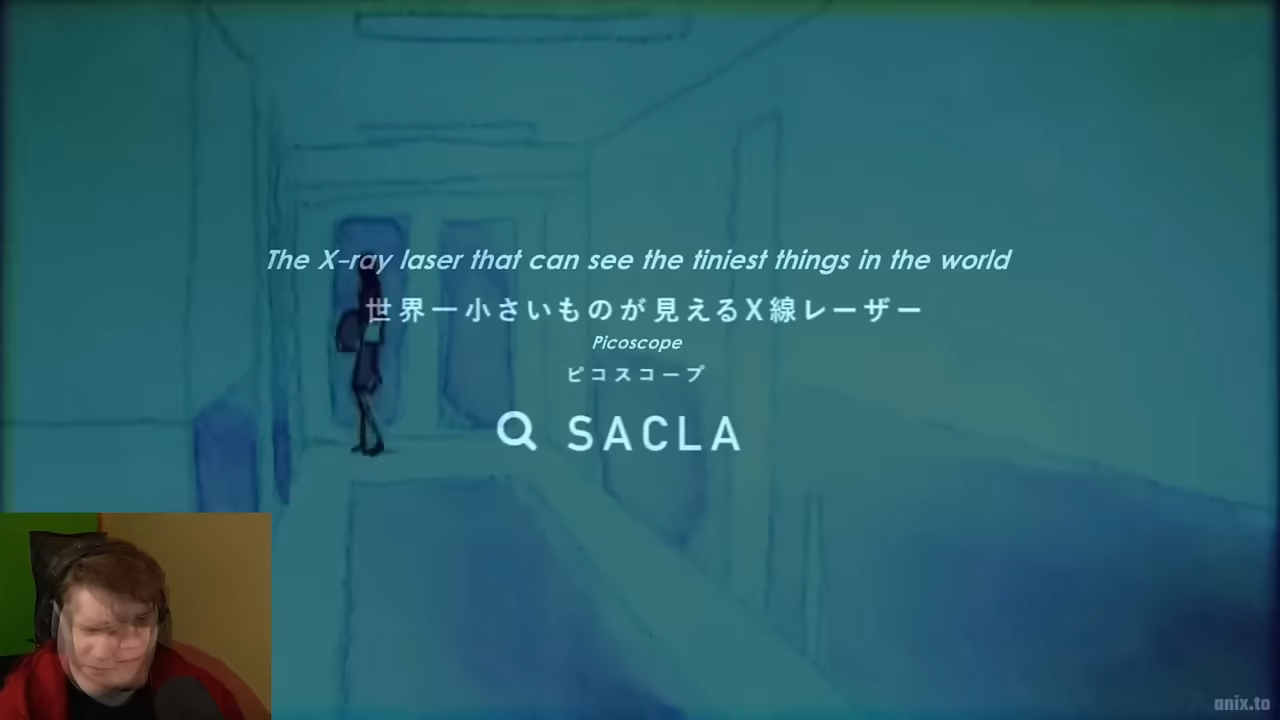 The X-ray laser that can see the tiniest things in the world
世界一小さいものが見えるX線レーザー
Picoscope
ピコスコープ
SACLA
anix.to